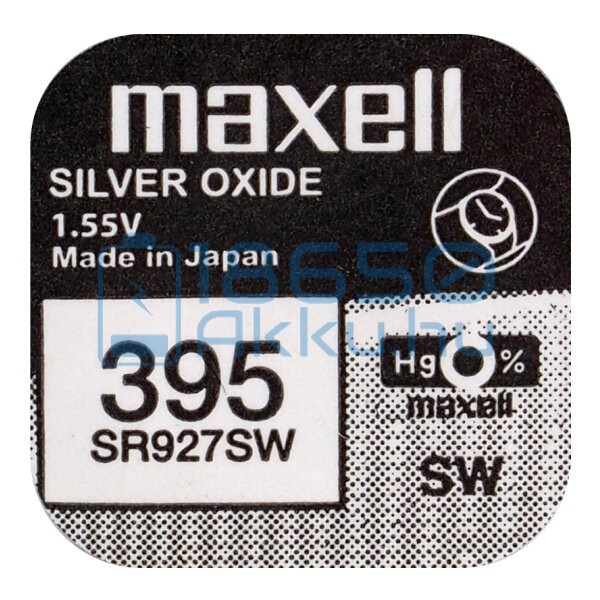 maxell
SILVER OXIDE
1.55V
Made in Japan
18650
Akku.hu
395
SR927SW
Hg 0 %
maxell
SW